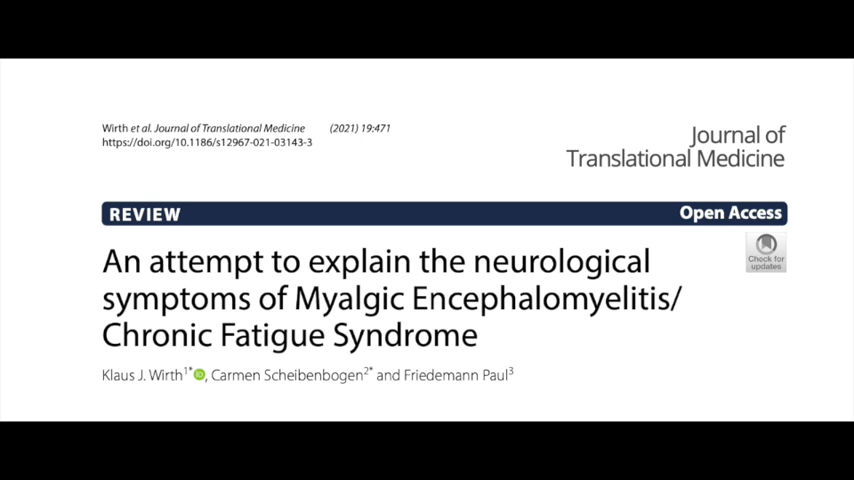 Wirth et al. Journal of Translational Medicine (2021) 19:471
https://doi.org/10.1186/s12967-021-03143-3
Journal of
Translational Medicine
REVIEW Open Access
Check for
updates
An attempt to explain the neurological
symptoms of Myalgic Encephalomyelitis/
Chronic Fatigue Syndrome
Klaus J. Wirth1*iD, Carmen Scheibenbogen2* and Friedemann Paul3